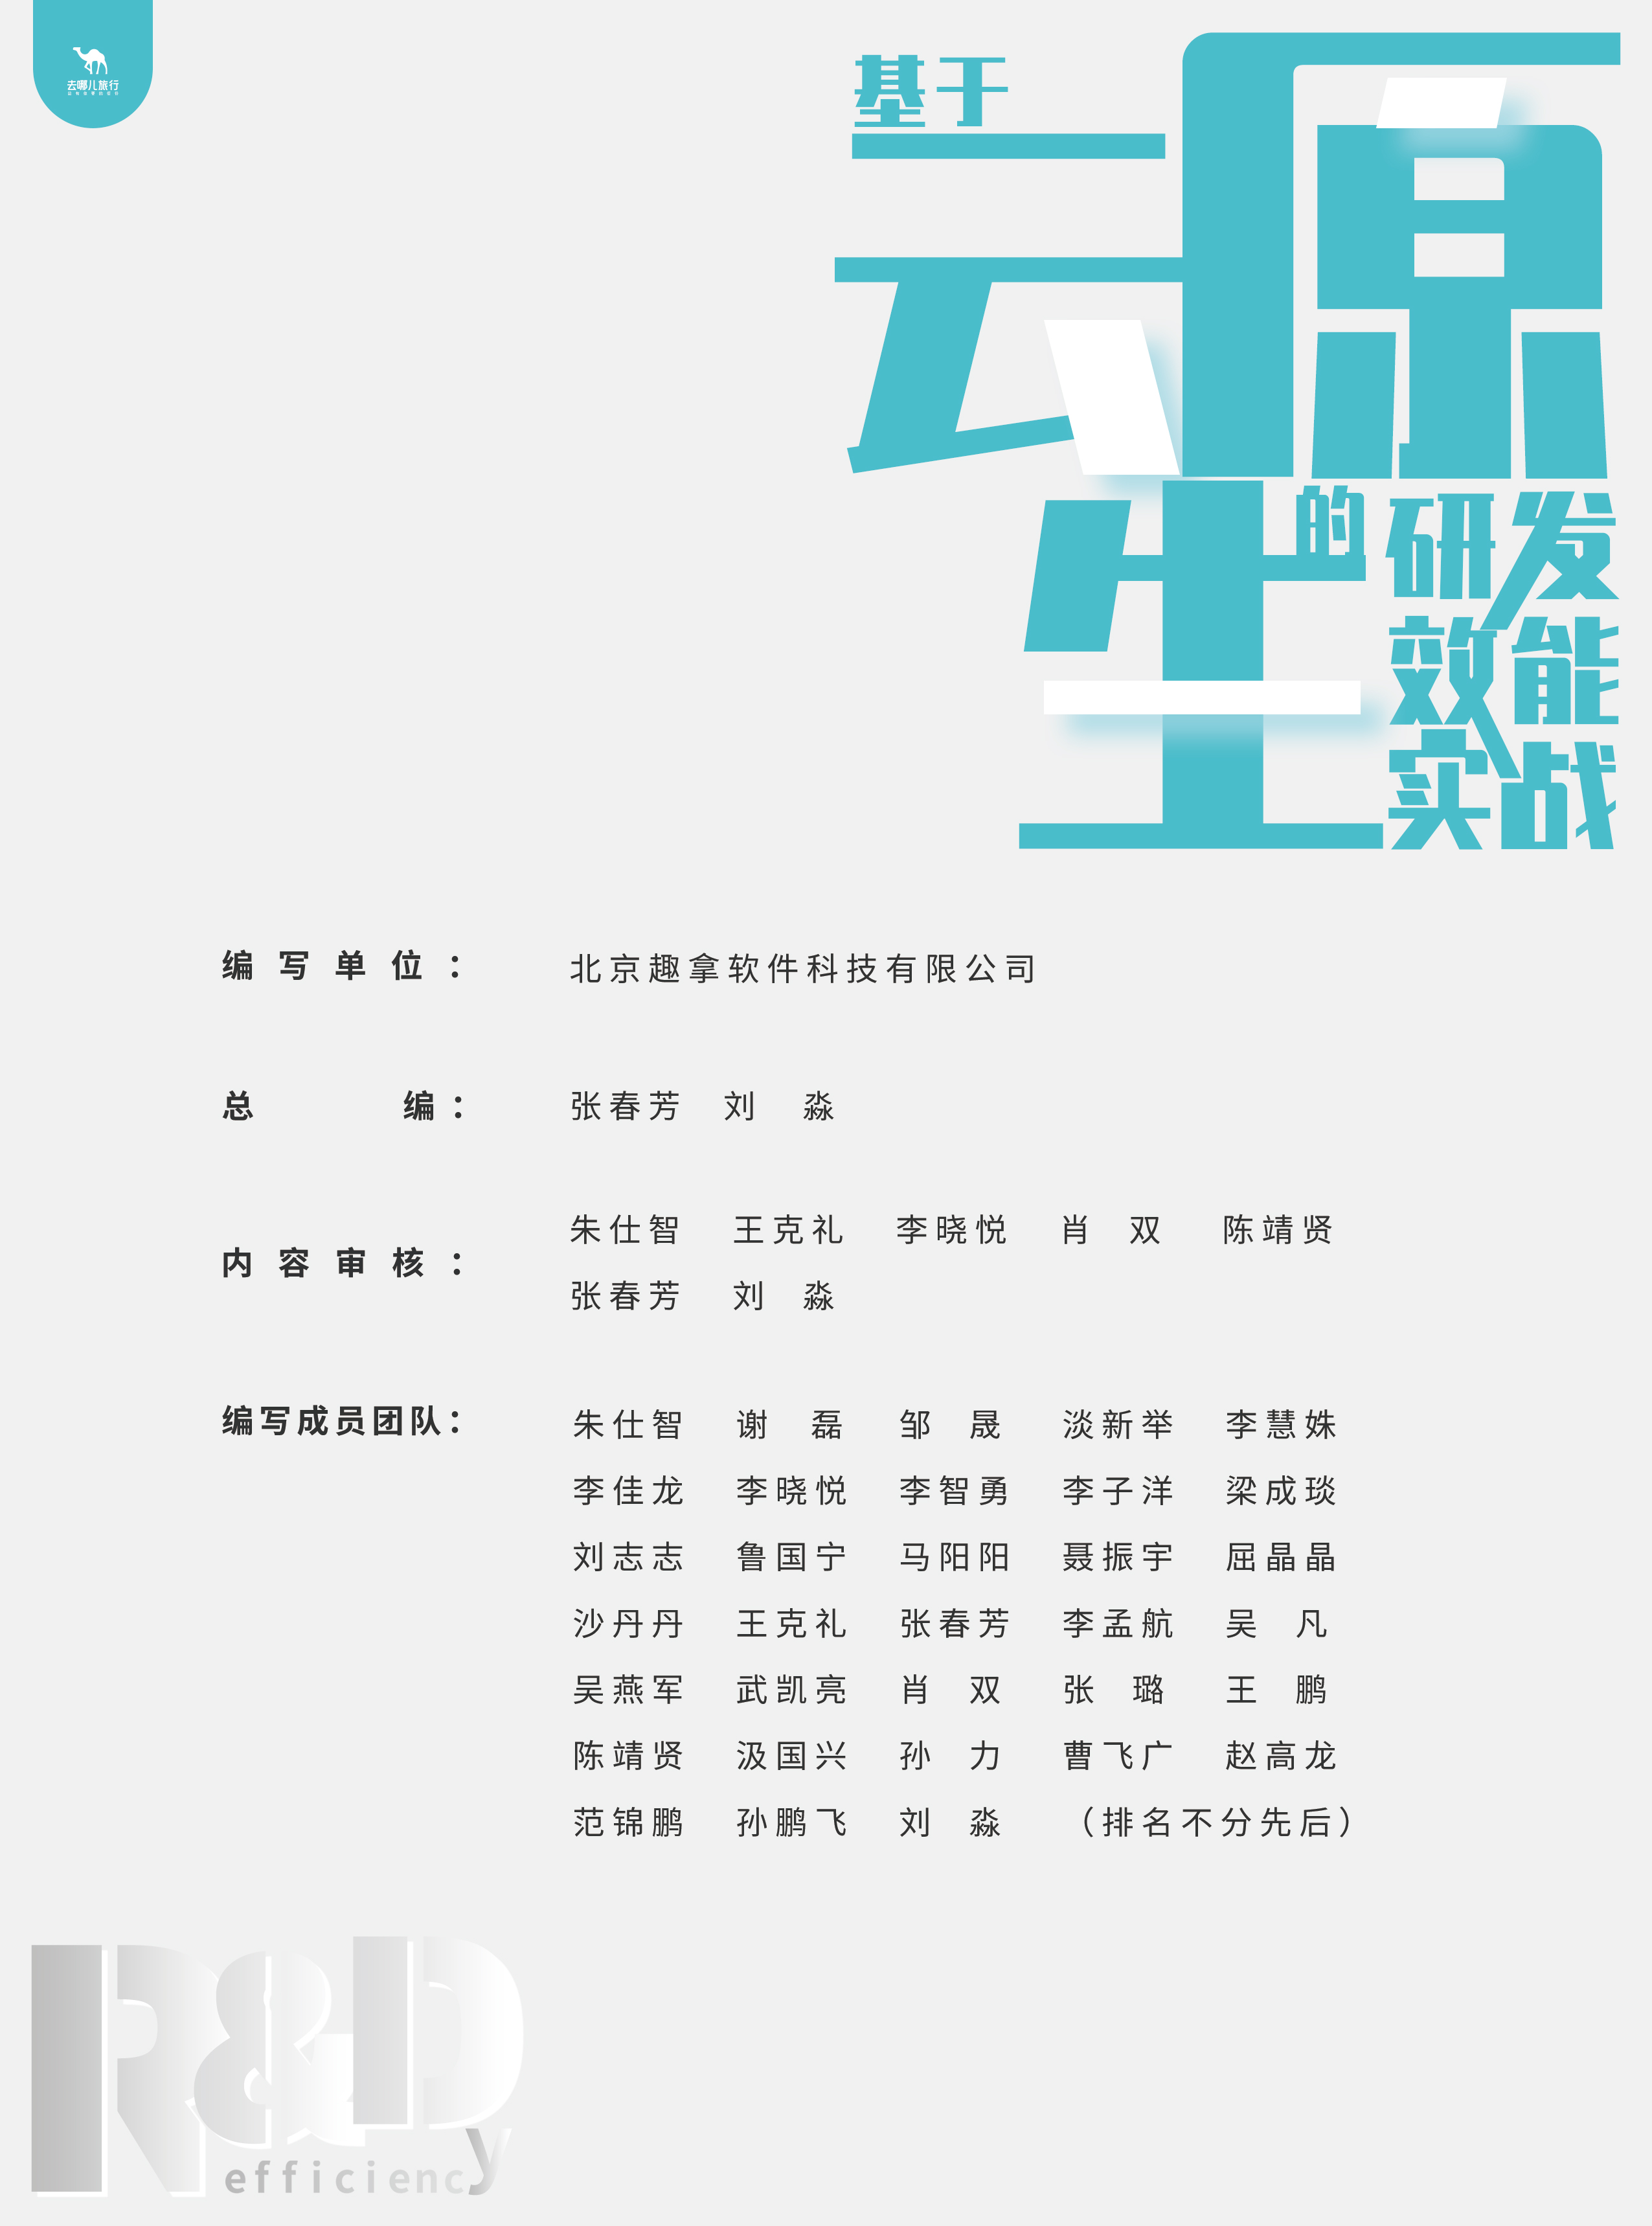 去哪儿旅行
基于
云原生
的研发
效能
实战
编写单位： 北京趣拿软件科技有限公司
总编： 张春芳 刘淼
内容审核： 朱仕智 王克礼 李晓悦 肖双 陈靖贤
张春芳 刘淼
编写成员团队： 朱仕智 谢磊 邹晟 淡新举 李慧姝
李佳龙 李晓悦 李智勇 李子洋 梁成琰
刘志志 鲁国宁 马阳阳 聂振宇 屈晶晶
沙丹丹 王克礼 张春芳 李孟航 吴凡
吴燕军 武凯亮 肖双 张璐 王鹏
陈靖贤 汲国兴 孙力 曹飞广 赵高龙
范锦鹏 孙鹏飞 刘淼 （排名不分先后）
R&D
efficiency